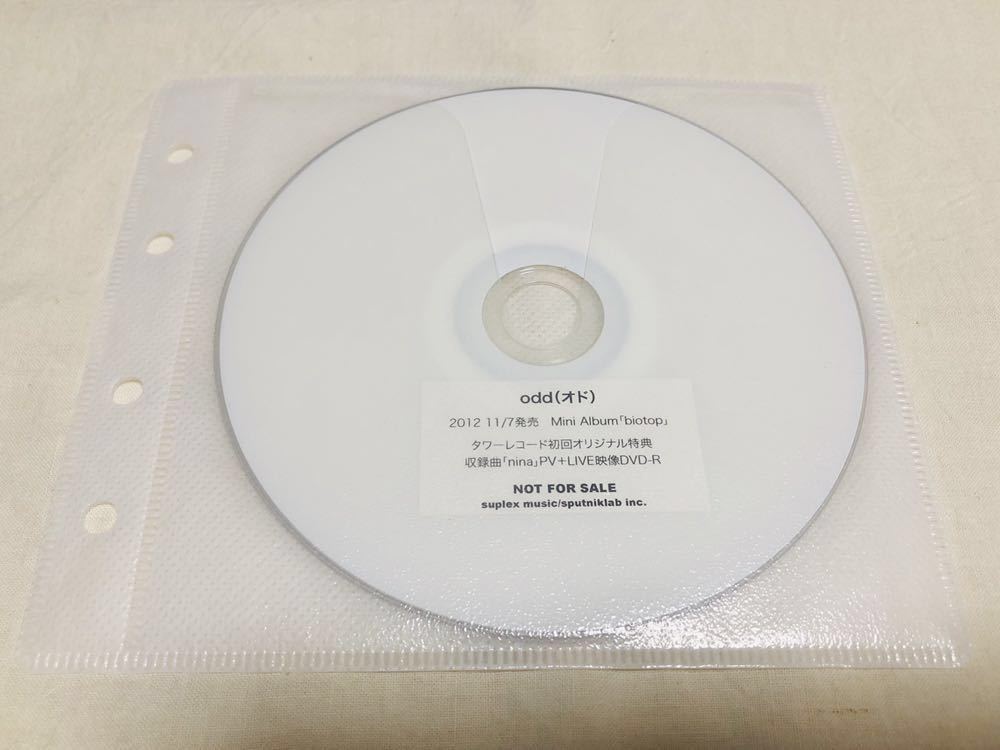 odd(オド)
2012 11/7発売　Mini Album「biotop」
タワーレコード初回オリジナル特典
収録曲「nina」PV+LIVE映像DVD-R
NOT FOR SALE
suplex music/sputniklab inc.